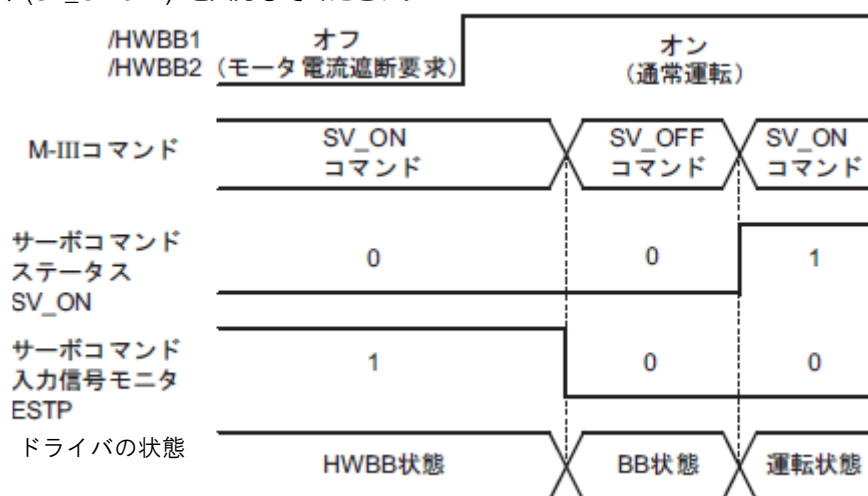 /HWBB1
/HWBB2
オフ
(モータ電流遮断要求)
オン
(通常運転)
M-IIIコマンド
SV_ON
コマンド
SV_OFF
コマンド
SV_ON
コマンド
サーボコマンド
ステータス
SV_ON
0
0
1
サーボコマンド
入力信号モニタ
ESTP
1
0
0
ドライバの状態
HWBB状態
BB状態
運転状態